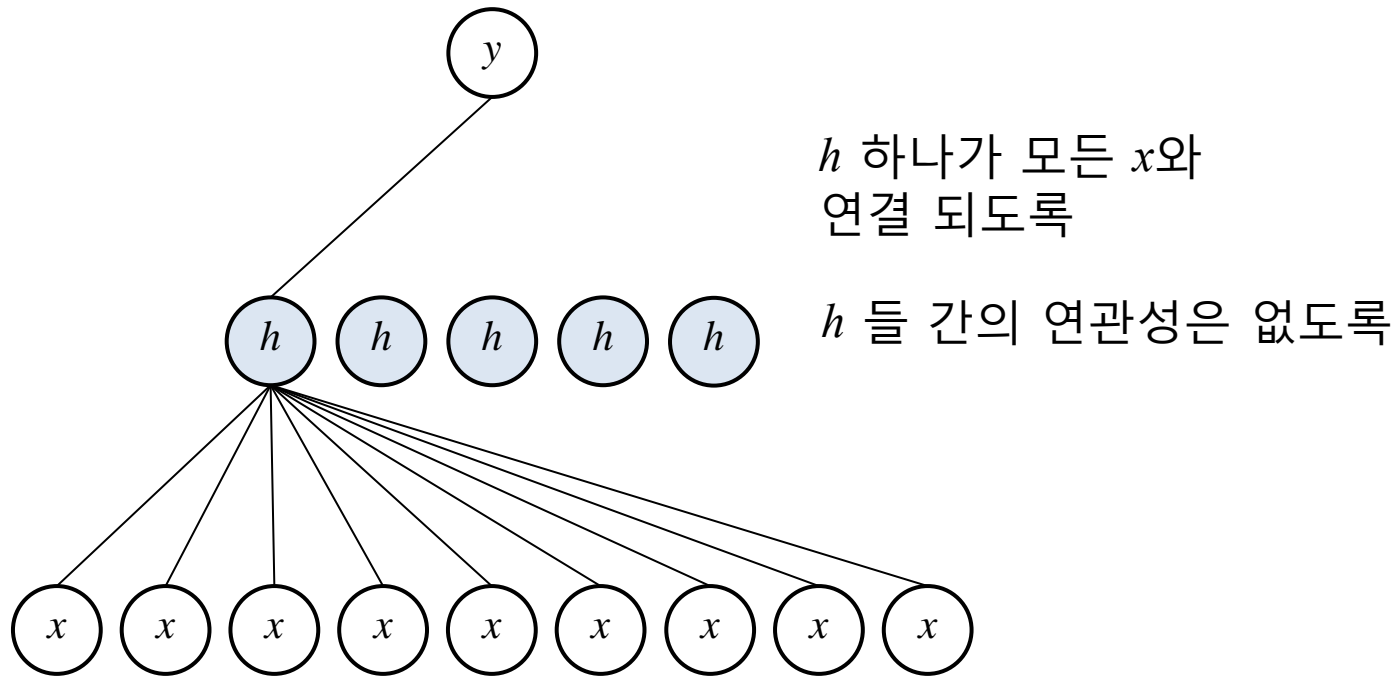 y
h 하나가 모든 x와
연결 되도록
h h h h h
h 들 간의 연관성은 없도록
x x x x x x x x x